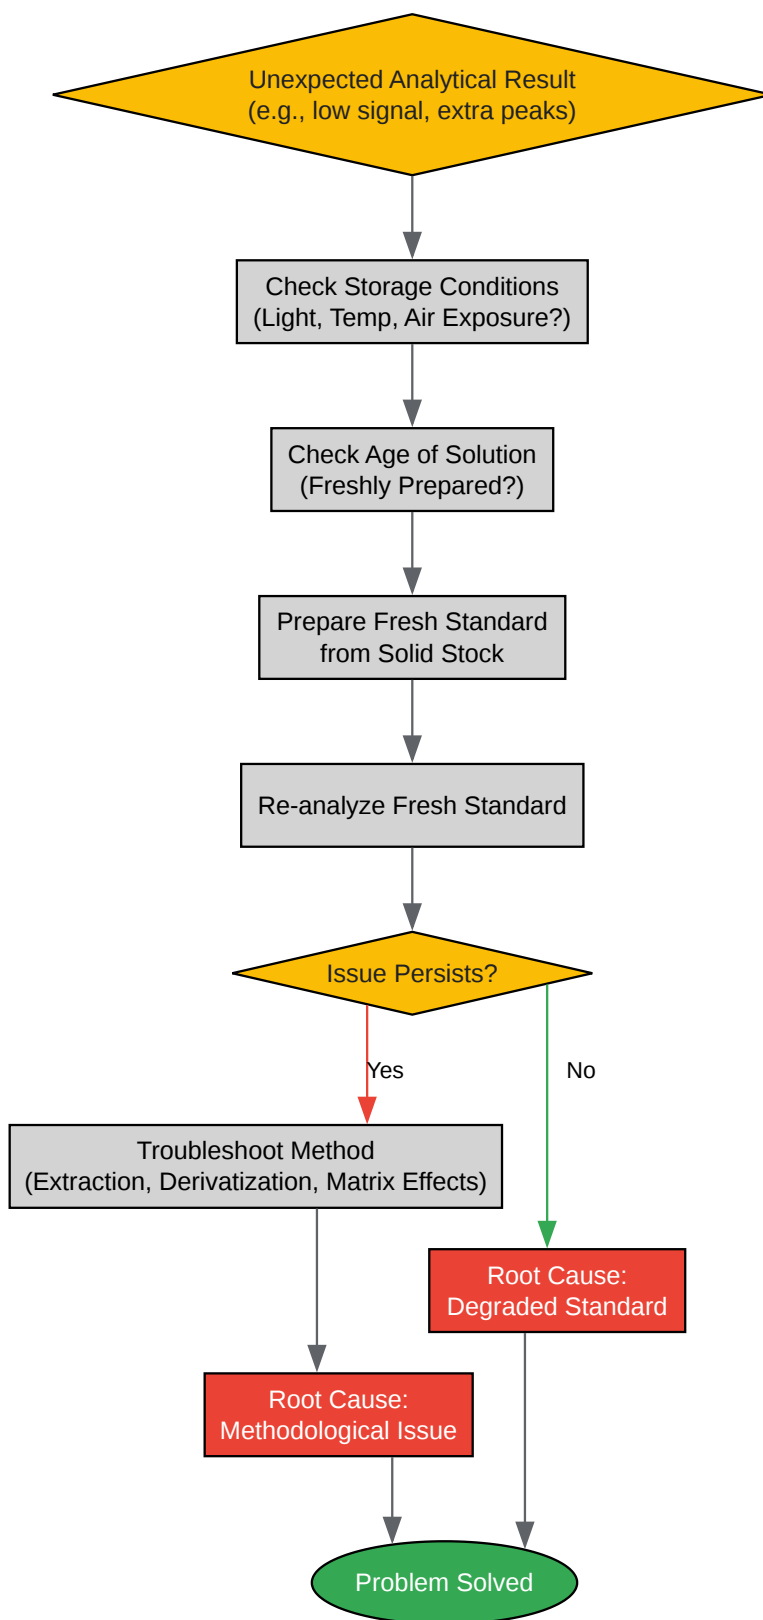 Unexpected Analytical Result
(e.g., low signal, extra peaks)
Check Storage Conditions
(Light, Temp, Air Exposure?)
Check Age of Solution
(Freshly Prepared?)
Prepare Fresh Standard
from Solid Stock
Re-analyze Fresh Standard
Issue Persists?
Yes
No
Troubleshoot Method
(Extraction, Derivatization, Matrix Effects)
Root Cause:
Degraded Standard
Root Cause:
Methodological Issue
Problem Solved